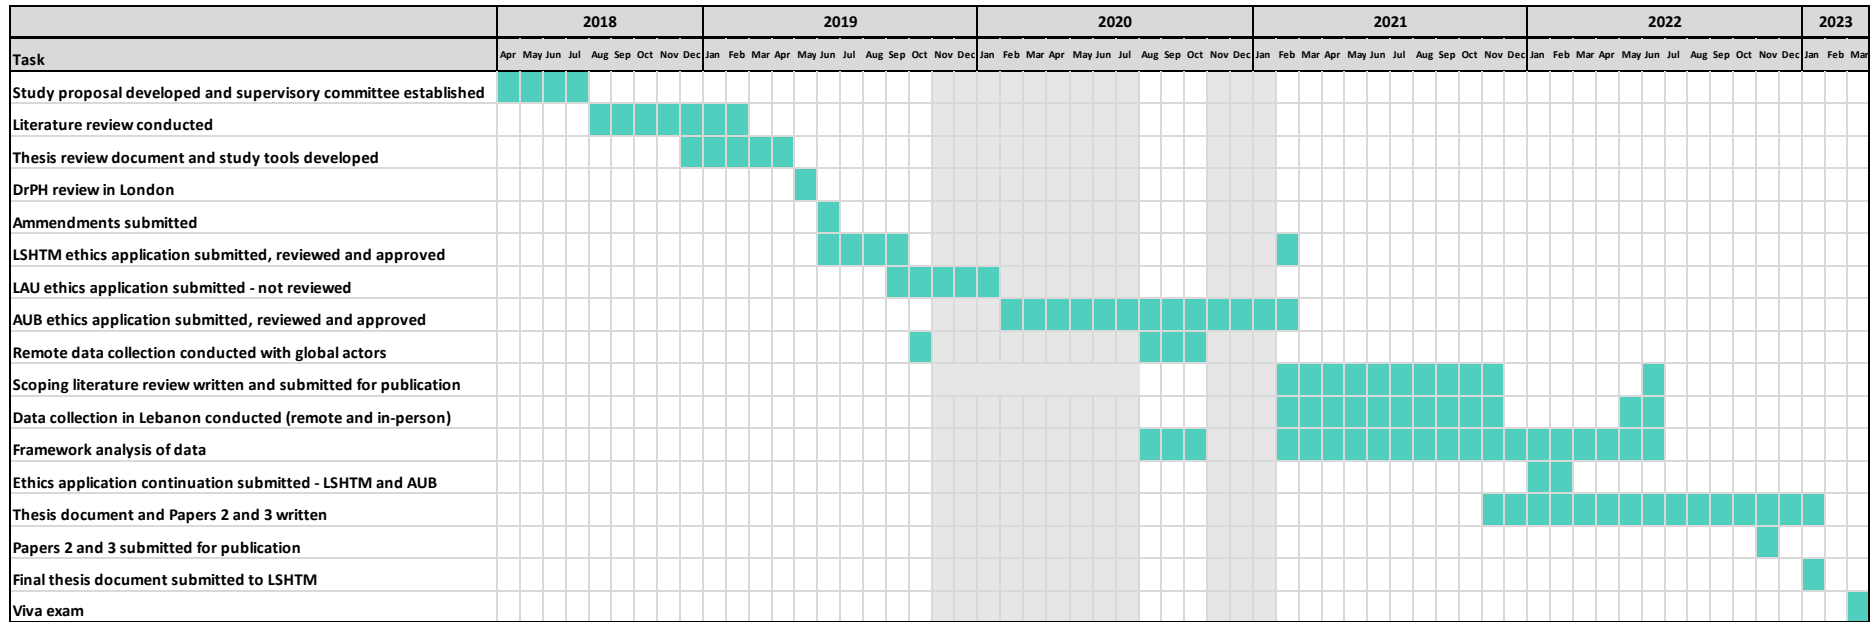 2018 2019 2020 2021 2022 2023
Task Apr May Jun Jul Aug Sep Oct Nov Dec Jan Feb Mar Apr May Jun Jul Aug Sep Oct Nov Dec Jan Feb Mar Apr May Jun Jul Aug Sep Oct Nov Dec Jan Feb Mar Apr May Jun Jul Aug Sep Oct Nov Dec Jan Feb Mar Apr May Jun Jul Aug Sep Oct Nov Dec Jan Feb Mar
Study proposal developed and supervisory committee established
Literature review conducted
Thesis review document and study tools developed
DrPH review in London
Ammendments submitted
LSHTM ethics application submitted, reviewed and approved
LAU ethics application submitted - not reviewed
AUB ethics application submitted, reviewed and approved
Remote data collection conducted with global actors
Scoping literature review written and submitted for publication
Data collection in Lebanon conducted (remote and in-person)
Framework analysis of data
Ethics application continuation submitted - LSHTM and AUB
Thesis document and Papers 2 and 3 written
Papers 2 and 3 submitted for publication
Final thesis document submitted to LSHTM
Viva exam